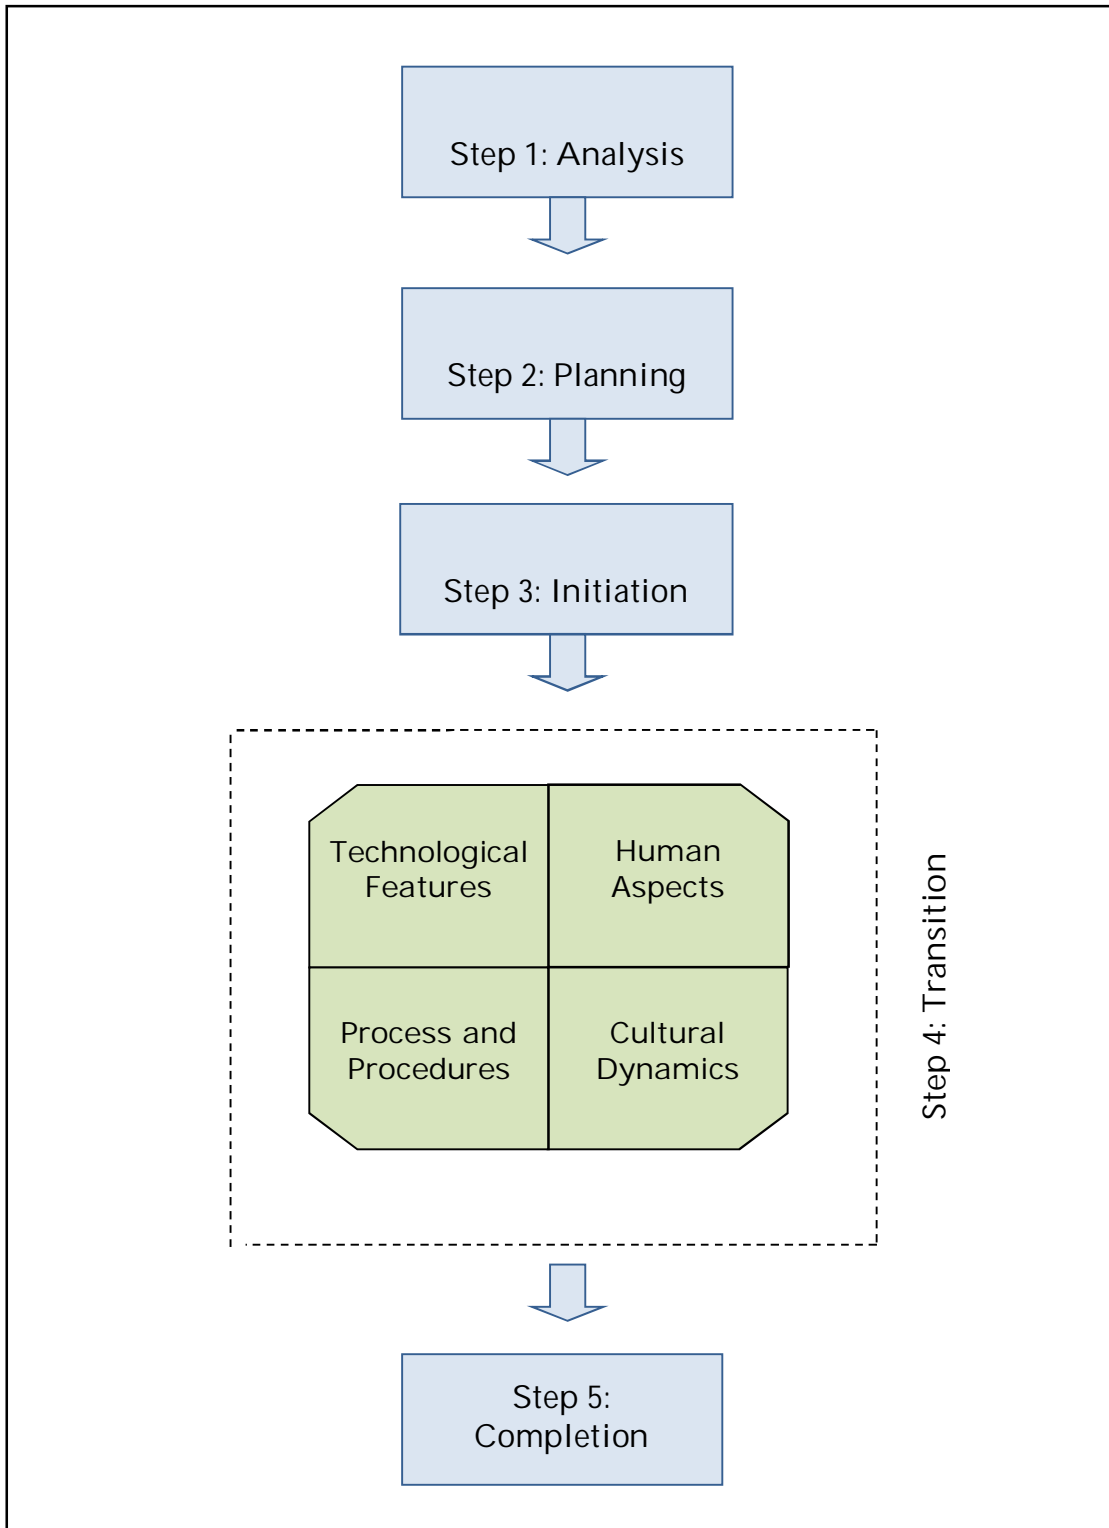 Step 1: Analysis
Step 2: Planning
Step 3: Initiation
Technological
Features
Human
Aspects
Process and
Procedures
Cultural
Dynamics
Step 4: Transition
Step 5:
Completion